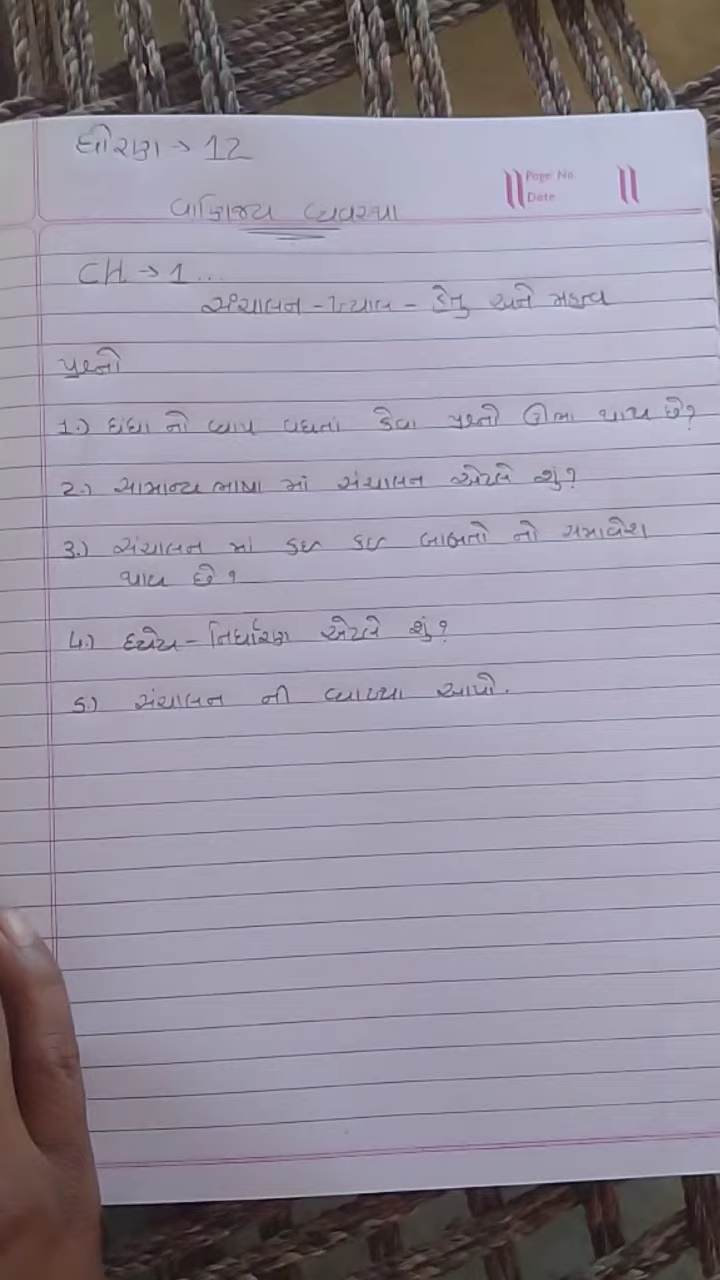 ધોરણ → 12
Page No.
Date
વાણિજ્ય વ્યવસ્થા
CH → 1 ...
સંચાલન - ખ્યાલ - હેતુ અને મહત્વ
પ્રશ્નો
1.) ધંધા નો વ્યાપ વધતાં કેવા પ્રશ્નો ઊભા થાય છે?
2.) સામાન્ય ભાષા માં સંચાલન એટલે શું?
3.) સંચાલન માં કઇ કઇ બાબતો નો સમાવેશ
થાય છે?
4.) ધ્યેય - નિર્ધારણ એટલે શું?
5.) સંચાલન ની વ્યાખ્યા આપો.